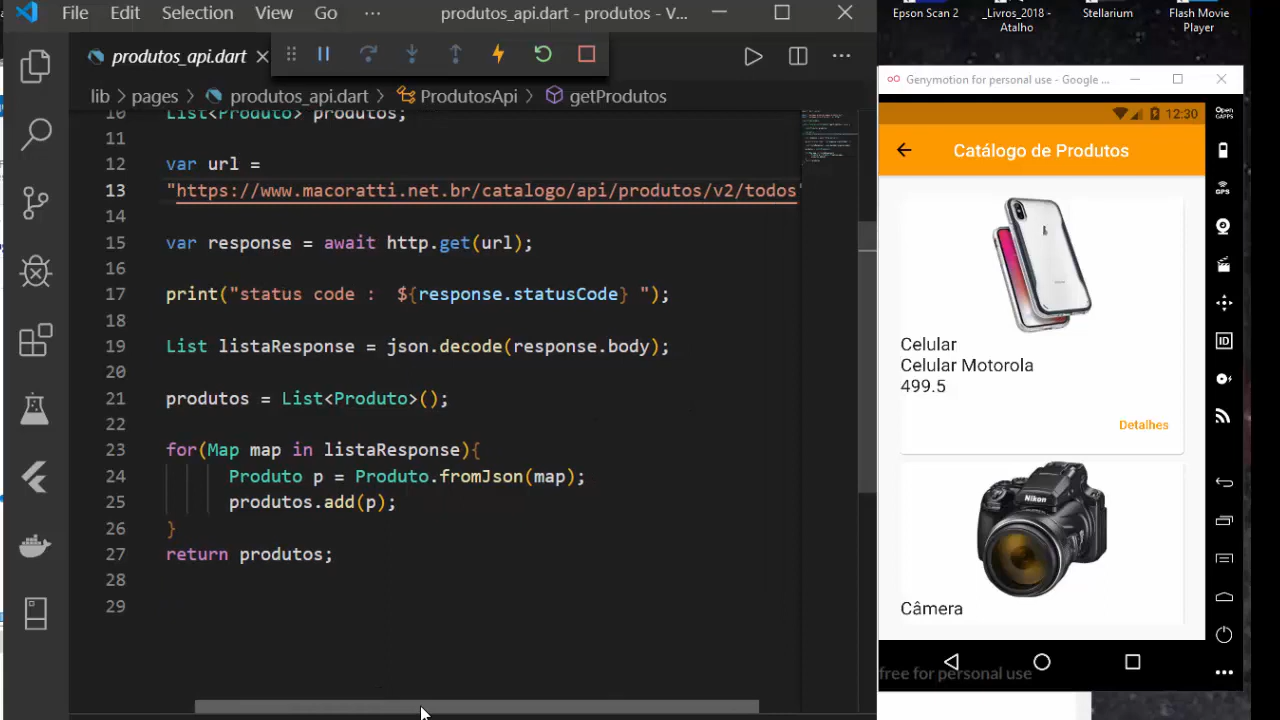 File Edit Selection View Go ··· produtos_api.dart - produtos - V...
produtos_api.dart
lib > pages > produtos_api.dart > ProdutosApi > getProdutos
10 List<Produto> produtos;
11
12 var url =
13 "https://www.macoratti.net.br/catalogo/api/produtos/v2/todos"
14
15 var response = await http.get(url);
16
17 print("status code :  ${response.statusCode} ");
18
19 List listaResponse = json.decode(response.body);
20
21 produtos = List<Produto>();
22
23 for(Map map in listaResponse){
24 Produto p = Produto.fromJson(map);
25 produtos.add(p);
26 }
27 return produtos;
28
29
Epson Scan 2
_Livros_2018 -
Atalho
Stellarium
Flash Movie
Player
Genymotion for personal use - Google ...
12:30
Catálogo de Produtos
Celular
Celular Motorola
499.5
Detalhes
Nikon
Câmera
free for personal use
OPEN
GAPPS
GPS
ID